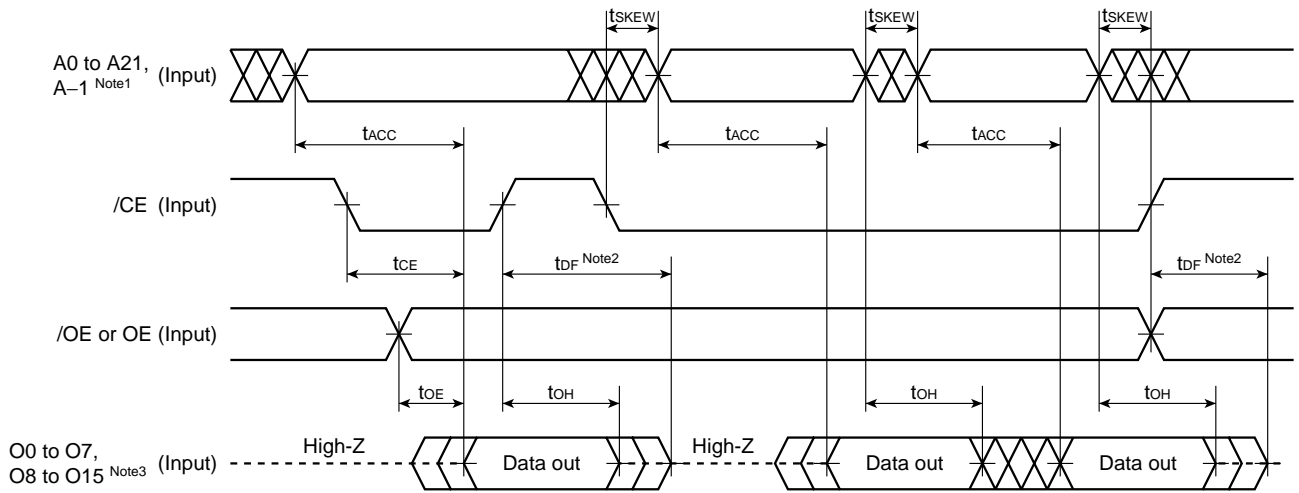 tSKEW tSKEW tSKEW
A0 to A21,
A−1 Note1 (Input)
tACC tACC tACC
/CE (Input)
tCE tDF Note2 tDF Note2
/OE or OE (Input)
tOE tOH tOH tOH
High-Z High-Z
O0 to O7,
O8 to O15 Note3 (Input)
Data out Data out Data out